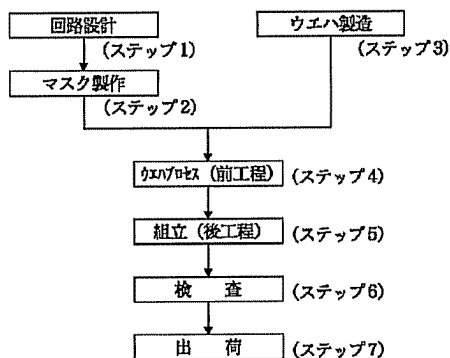 回路設計
(ステップ1)
ウエハ製造
(ステップ3)
マスク製作
(ステップ2)
ウエハプロセス (前工程)
(ステップ4)
組立 (後工程)
(ステップ5)
検 査
(ステップ6)
出 荷
(ステップ7)